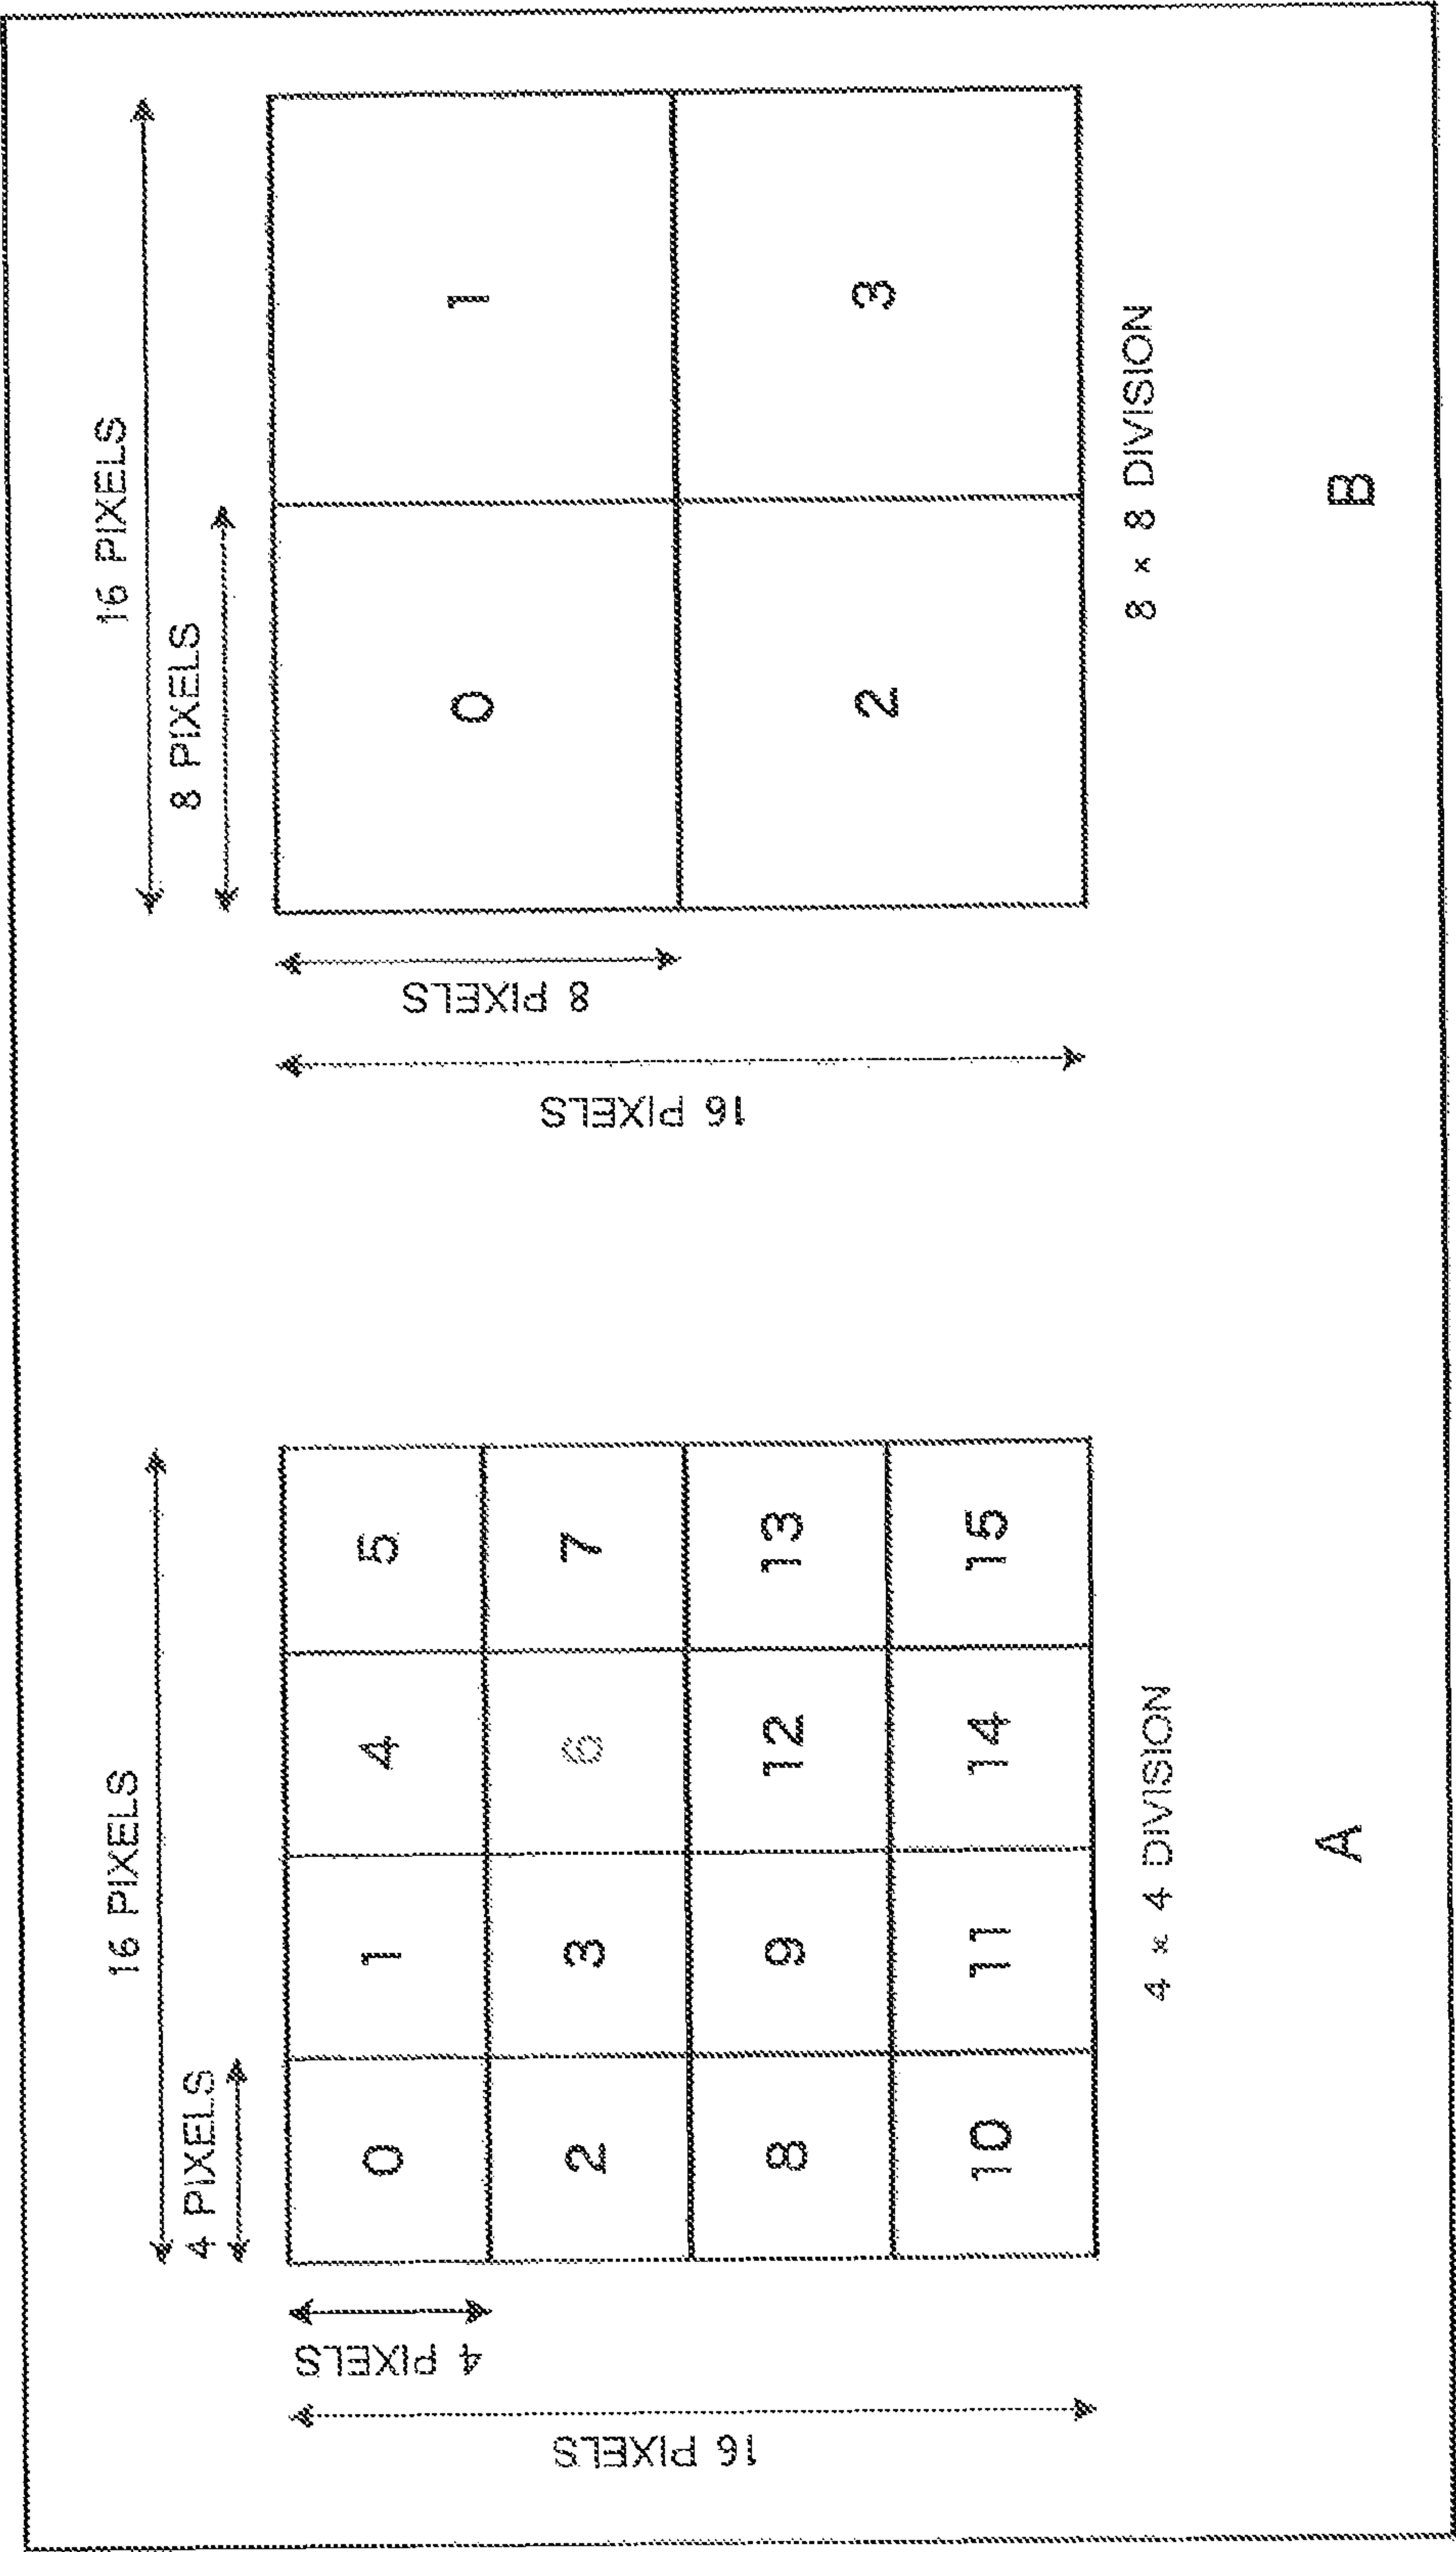 16 PIXELS
4 PIXELS
4 PIXELS
16 PIXELS
0 1 4 5
2 3 6 7
8 9 12 13
10 11 14 15
4 × 4 DIVISION
A
16 PIXELS
8 PIXELS
8 PIXELS
16 PIXELS
0 1
2 3
8 × 8 DIVISION
B